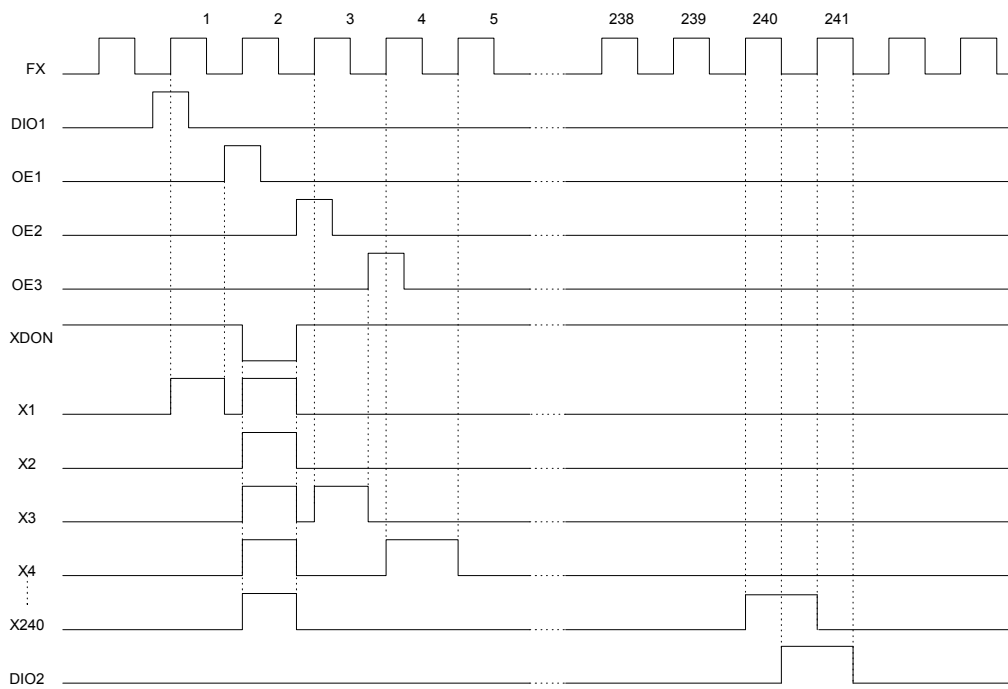 1 2 3 4 5 238 239 240 241
FX
DIO1
OE1
OE2
OE3
XDON
X1
X2
X3
X4
X240
DIO2